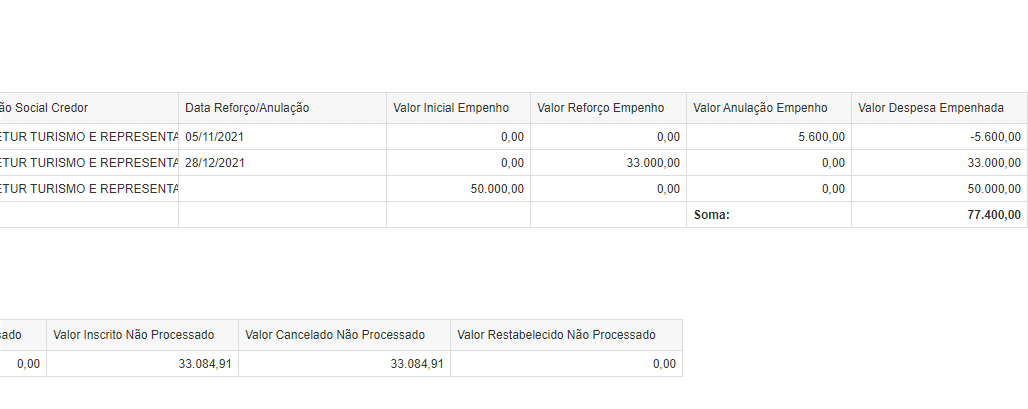 ão Social Credor Data Reforço/Anulação Valor Inicial Empenho Valor Reforço Empenho Valor Anulação Empenho Valor Despesa Empenhada
ETUR TURISMO E REPRESENTA 05/11/2021 0,00 0,00 5.600,00 -5.600,00
ETUR TURISMO E REPRESENTA 28/12/2021 0,00 33.000,00 0,00 33.000,00
ETUR TURISMO E REPRESENTA 50.000,00 0,00 0,00 50.000,00
Soma: 77.400,00
sado Valor Inscrito Não Processado Valor Cancelado Não Processado Valor Restabelecido Não Processado
0,00 33.084,91 33.084,91 0,00